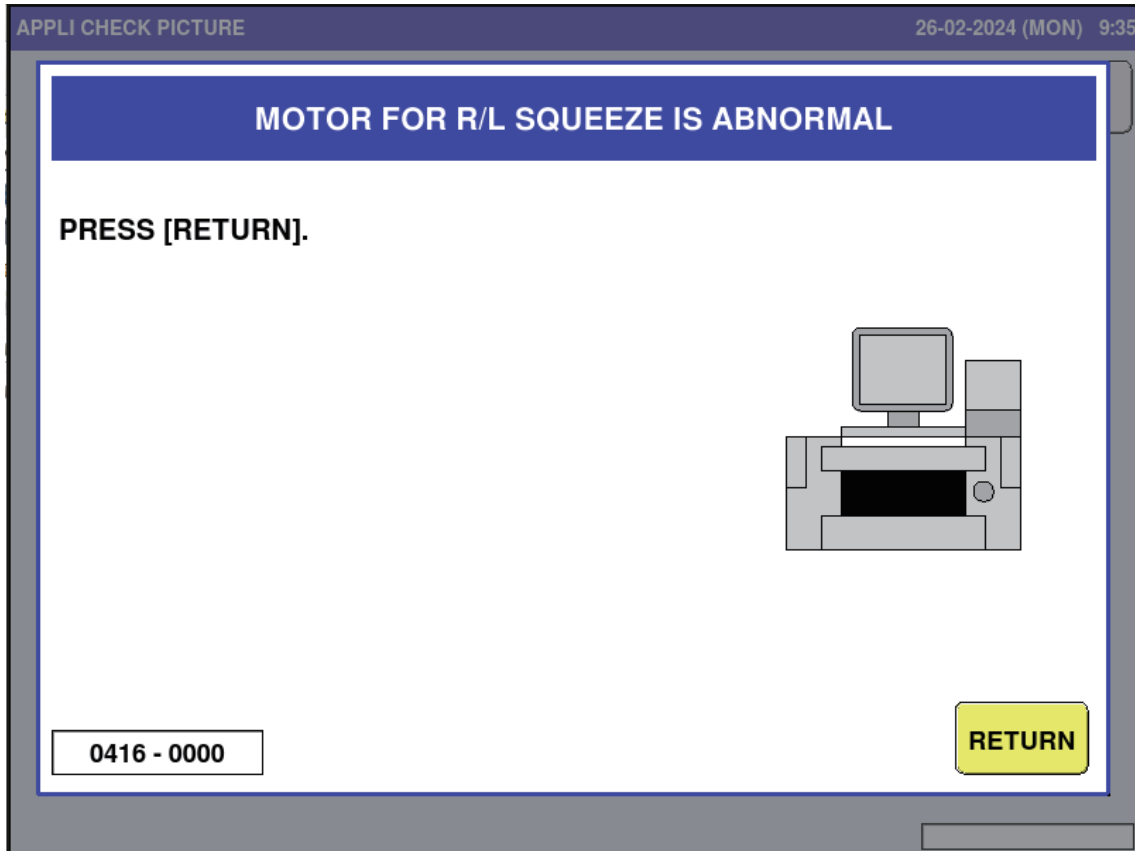 APPLI CHECK PICTURE
26-02-2024 (MON) 9:35
MOTOR FOR R/L SQUEEZE IS ABNORMAL
PRESS [RETURN].
0416 - 0000
RETURN